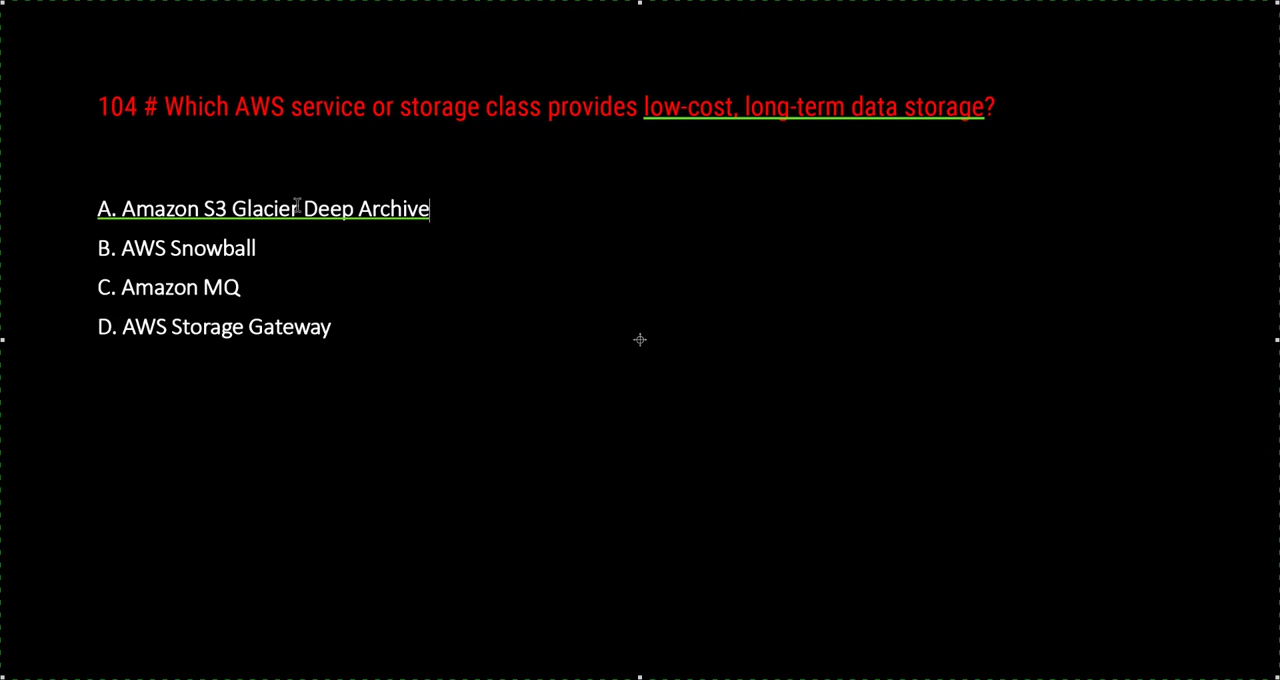 104 # Which AWS service or storage class provides low-cost, long-term data storage?
A. Amazon S3 Glacier Deep Archive
B. AWS Snowball
C. Amazon MQ
D. AWS Storage Gateway